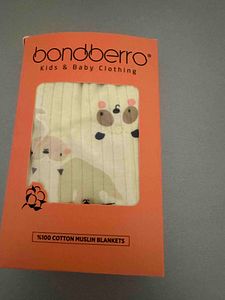 bondberro®
Kids & Baby Clothing
%100 COTTON MUSLIN BLANKETS